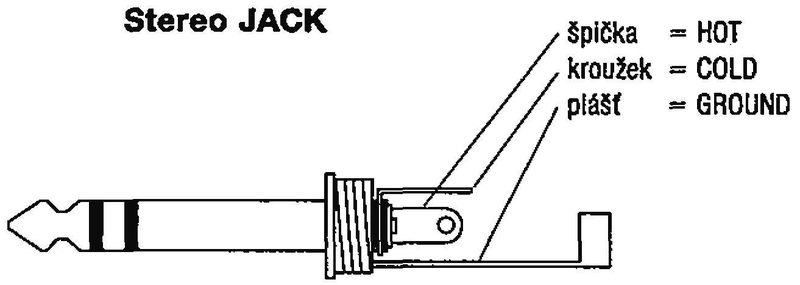 Stereo JACK
špička = HOT
kroužek = COLD
plášť = GROUND